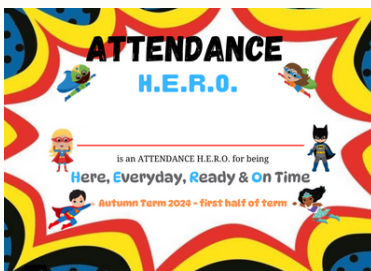 ATTENDANCE
H.E.R.O.
is an ATTENDANCE H.E.R.O. for being
Here, Everyday, Ready & On Time
Autumn Term 2024 - first half of term